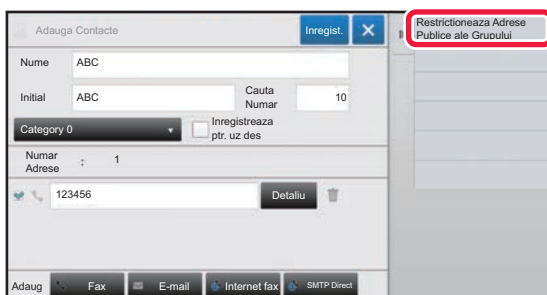 Adauga Contacte
Inregist.
Restrictioneaza Adrese
Publice ale Grupului
Nume
ABC
Initial
ABC
Cauta
Numar
10
Category 0
Inregistreaza
ptr. uz des
Numar
Adrese
:
1
123456
Detaliu
Adaug
Fax
E-mail
Internet fax
SMTP Direct